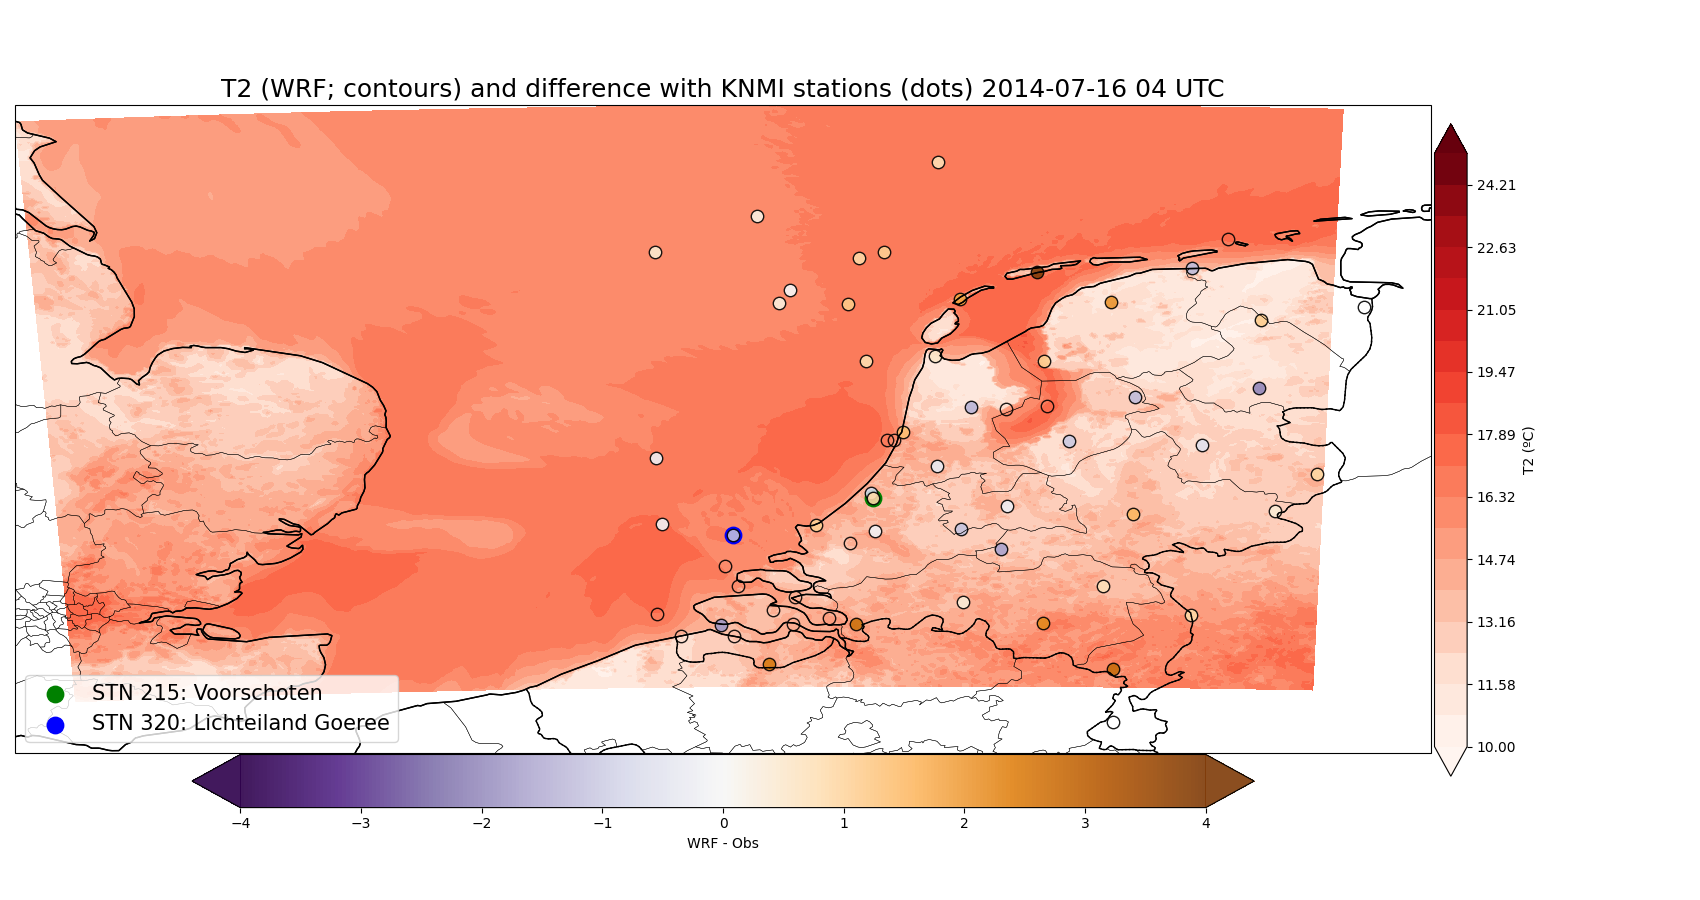 T2 (WRF; contours) and difference with KNMI stations (dots) 2014-07-16 04 UTC
24.21
22.63
21.05
19.47
17.89
16.32
14.74
13.16
11.58
10.00
T2 (ºC)
STN 215: Voorschoten
STN 320: Lichteiland Goeree
−4 −3 −2 −1 0 1 2 3 4
WRF - Obs